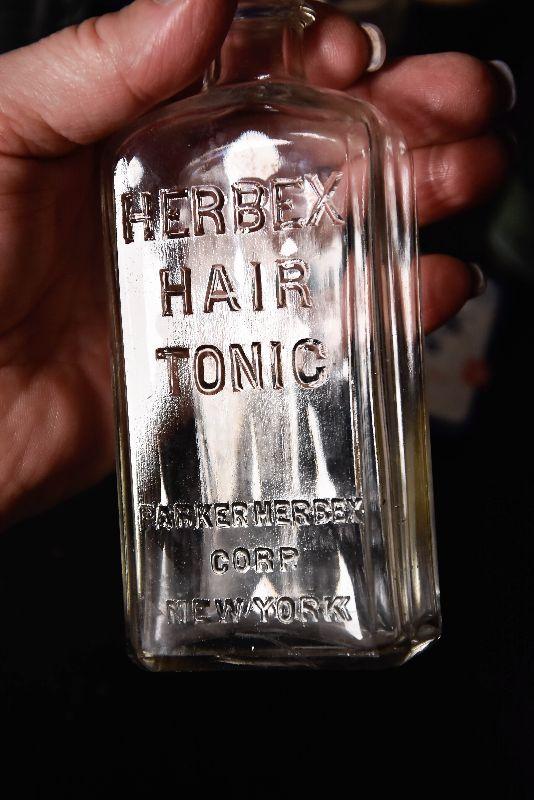 HERBEX
HAIR
TONIC
PARKER HERBEX
CORP
NEW YORK